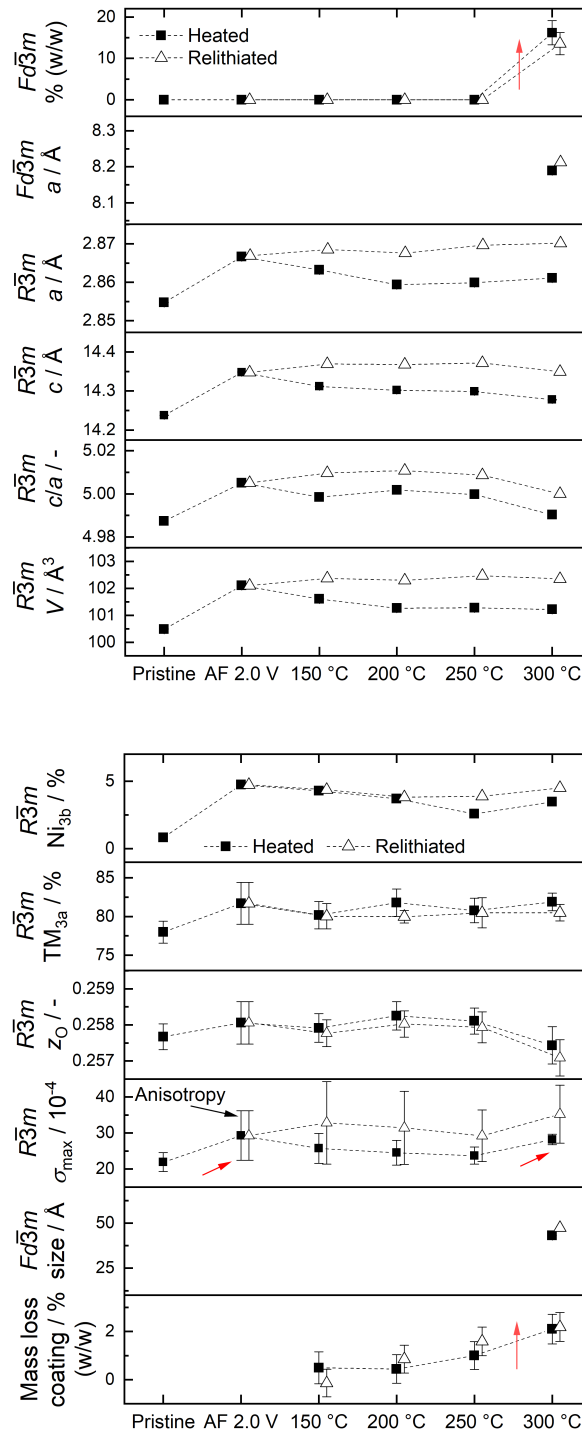 Fd3̅m
% (w/w)
20
10
0
Heated
Relithiated
Fd3̅m
a / Å
8.3
8.2
8.1
R3̅m
a / Å
2.87
2.86
2.85
R3̅m
c / Å
14.4
14.3
14.2
R3̅m
c/a / -
5.02
5.00
4.98
R3̅m
V / Å³
103
102
101
100
Pristine AF 2.0 V 150 °C 200 °C 250 °C 300 °C
R3̅m
Ni3b / %
5
0
Heated Relithiated
R3̅m
TM3a / %
85
80
75
R3̅m
zO / -
0.259
0.258
0.257
R3̅m
σmax / 10⁻⁴
40
30
20
Anisotropy
Fd3̅m
size / Å
50
25
Mass loss
coating / %
(w/w)
2
0
Pristine AF 2.0 V 150 °C 200 °C 250 °C 300 °C